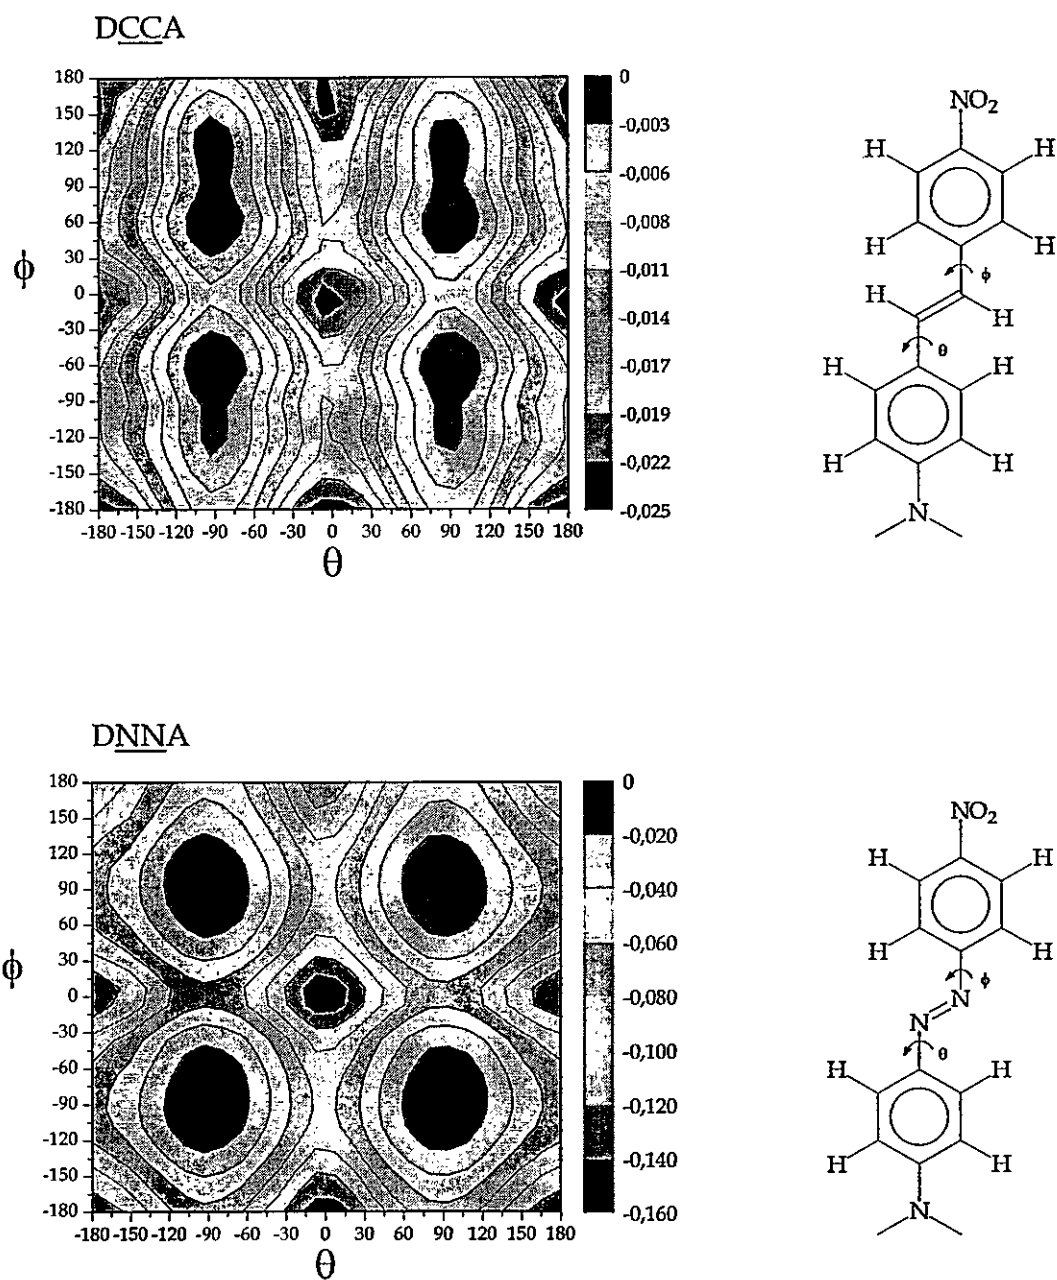 DCCA
180
150
120
90
60
30
0
-30
-60
-90
-120
-150
-180
ϕ
-180 -150 -120 -90 -60 -30 0 30 60 90 120 150 180
θ
0
-0,003
-0,006
-0,008
-0,011
-0,014
-0,017
-0,019
-0,022
-0,025
NO₂
H H
H H
ϕ
H H
θ
H H
H H
N
DNNA
180
150
120
90
60
30
0
-30
-60
-90
-120
-150
-180
ϕ
-180 -150 -120 -90 -60 -30 0 30 60 90 120 150 180
θ
0
-0,020
-0,040
-0,060
-0,080
-0,100
-0,120
-0,140
-0,160
NO₂
H H
H H
ϕ
N N
θ
H H
H H
N